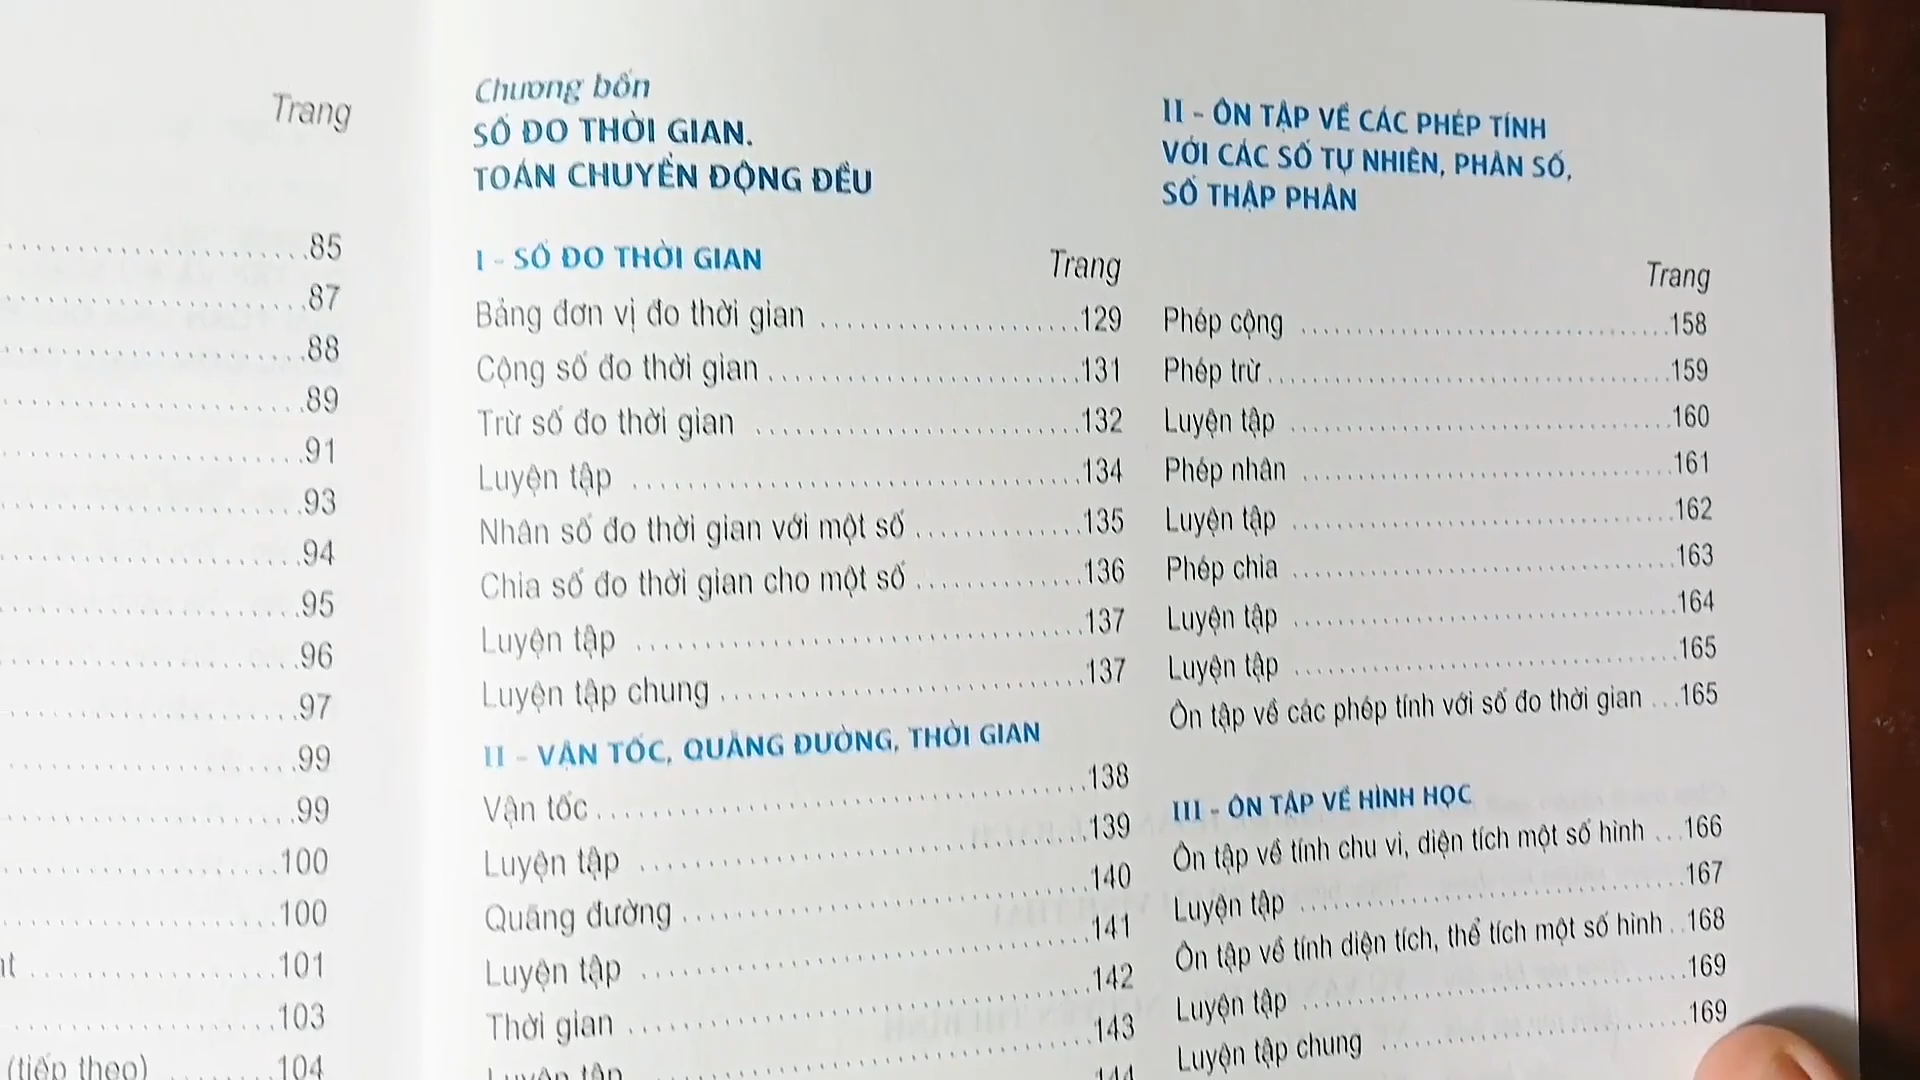 Trang
.....85
.....87
.....88
.....89
.....91
.....93
.....94
.....95
.....96
.....97
.....99
.....99
.....100
.....100
.....101
.....103
(tiếp theo) .....104
Chương bốn
SỐ ĐO THỜI GIAN.
TOÁN CHUYỂN ĐỘNG ĐỀU
I - SỐ ĐO THỜI GIAN Trang
Bảng đơn vị đo thời gian .....129
Cộng số đo thời gian .....131
Trừ số đo thời gian .....132
Luyện tập .....134
Nhân số đo thời gian với một số .....135
Chia số đo thời gian cho một số .....136
Luyện tập .....137
Luyện tập chung .....137
II - VẬN TỐC, QUÃNG ĐƯỜNG, THỜI GIAN
Vận tốc .....138
Luyện tập .....139
Quãng đường .....140
Luyện tập .....141
Thời gian .....142
Luyện tập .....143
144
II - ÔN TẬP VỀ CÁC PHÉP TÍNH
VỚI CÁC SỐ TỰ NHIÊN, PHÂN SỐ,
SỐ THẬP PHÂN
Trang
Phép cộng .....158
Phép trừ .....159
Luyện tập .....160
Phép nhân .....161
Luyện tập .....162
Phép chia .....163
Luyện tập .....164
Luyện tập .....165
Ôn tập về các phép tính với số đo thời gian ...165
III - ÔN TẬP VỀ HÌNH HỌC
Ôn tập về tính chu vi, diện tích một số hình ...166
Luyện tập .....167
Ôn tập về tính diện tích, thể tích một số hình ..168
Luyện tập .....169
Luyện tập chung .....169